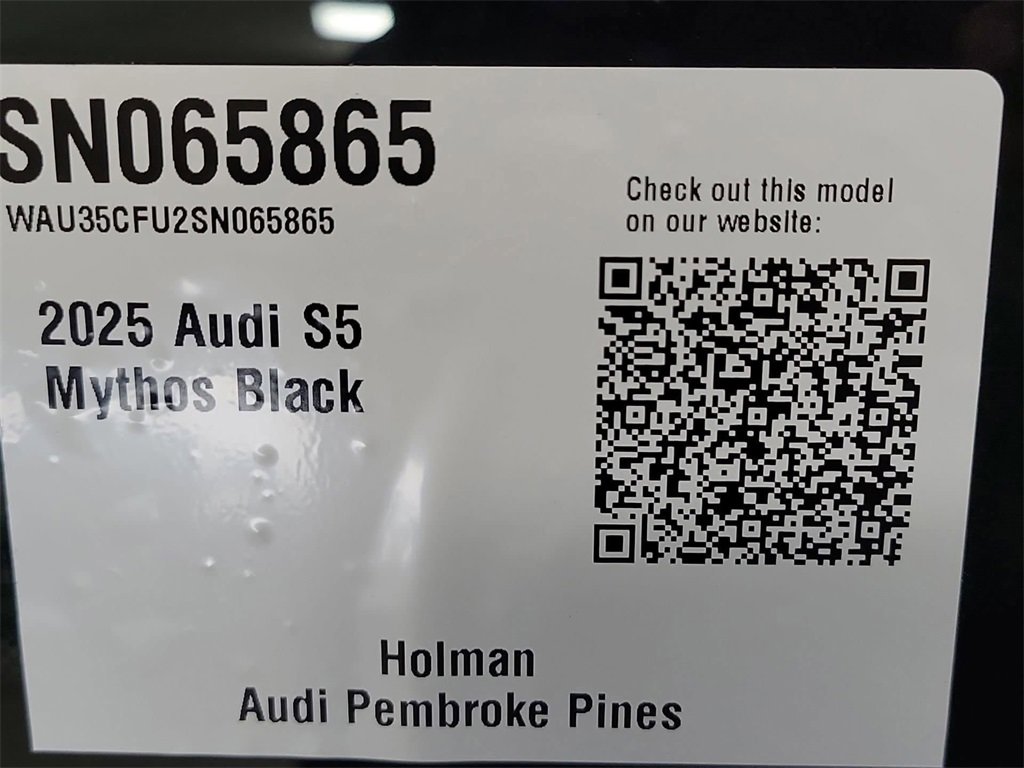 SN065865
WAU35CFU2SN065865
2025 Audi S5
Mythos Black
Check out this model
on our website:
Holman
Audi Pembroke Pines